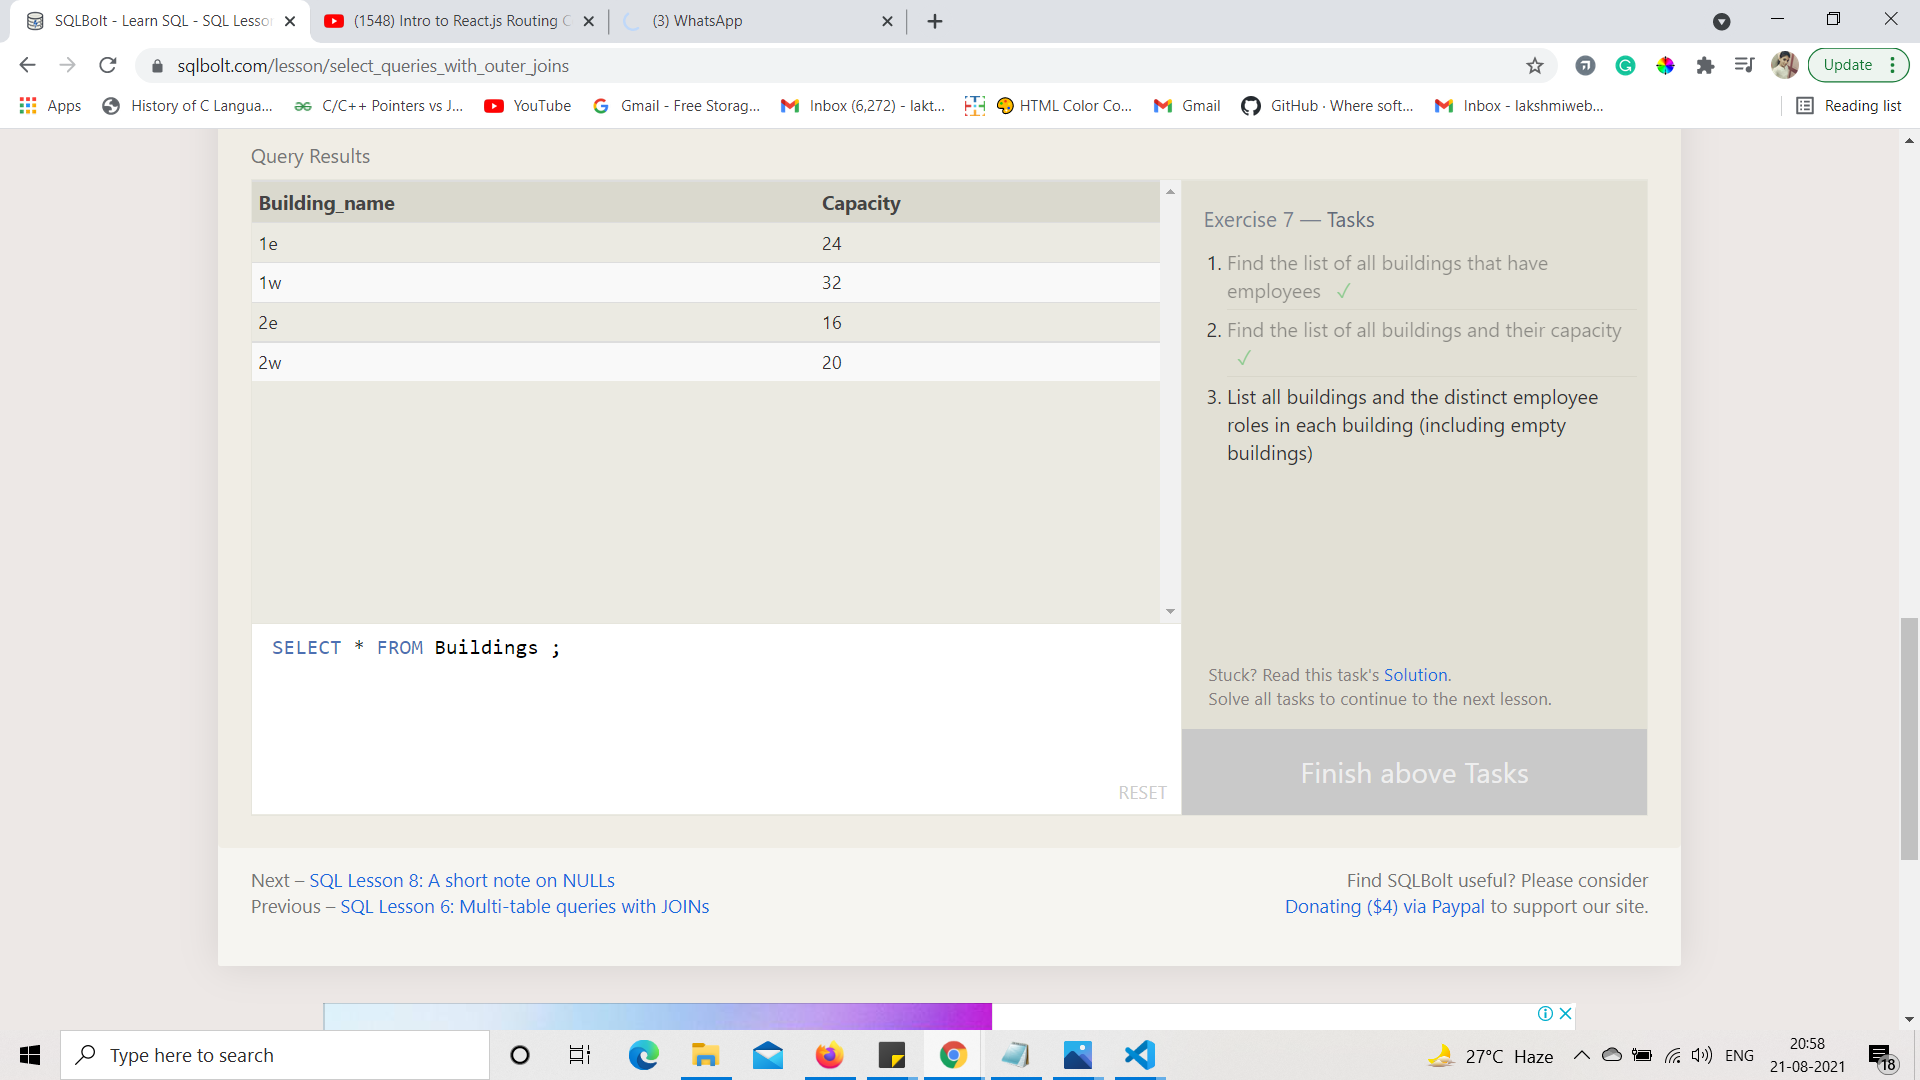 SQLBolt - Learn SQL - SQL Lesson
(1548) Intro to React.js Routing C
(3) WhatsApp
sqlbolt.com/lesson/select_queries_with_outer_joins
Update
Apps
History of C Langua...
C/C++ Pointers vs J...
YouTube
Gmail - Free Storag...
Inbox (6,272) - lakt...
HTML Color Co...
Gmail
GitHub · Where soft...
Inbox - lakshmiweb...
Reading list
Query Results
Building_name Capacity
1e 24
1w 32
2e 16
2w 20
SELECT * FROM Buildings ;
RESET
Exercise 7 — Tasks
1. Find the list of all buildings that have
employees ✓
2. Find the list of all buildings and their capacity
✓
3. List all buildings and the distinct employee
roles in each building (including empty
buildings)
Stuck? Read this task's Solution.
Solve all tasks to continue to the next lesson.
Finish above Tasks
Next – SQL Lesson 8: A short note on NULLs
Previous – SQL Lesson 6: Multi-table queries with JOINs
Find SQLBolt useful? Please consider
Donating ($4) via Paypal to support our site.
Type here to search
27°C Haze
ENG
20:58
21-08-2021
18